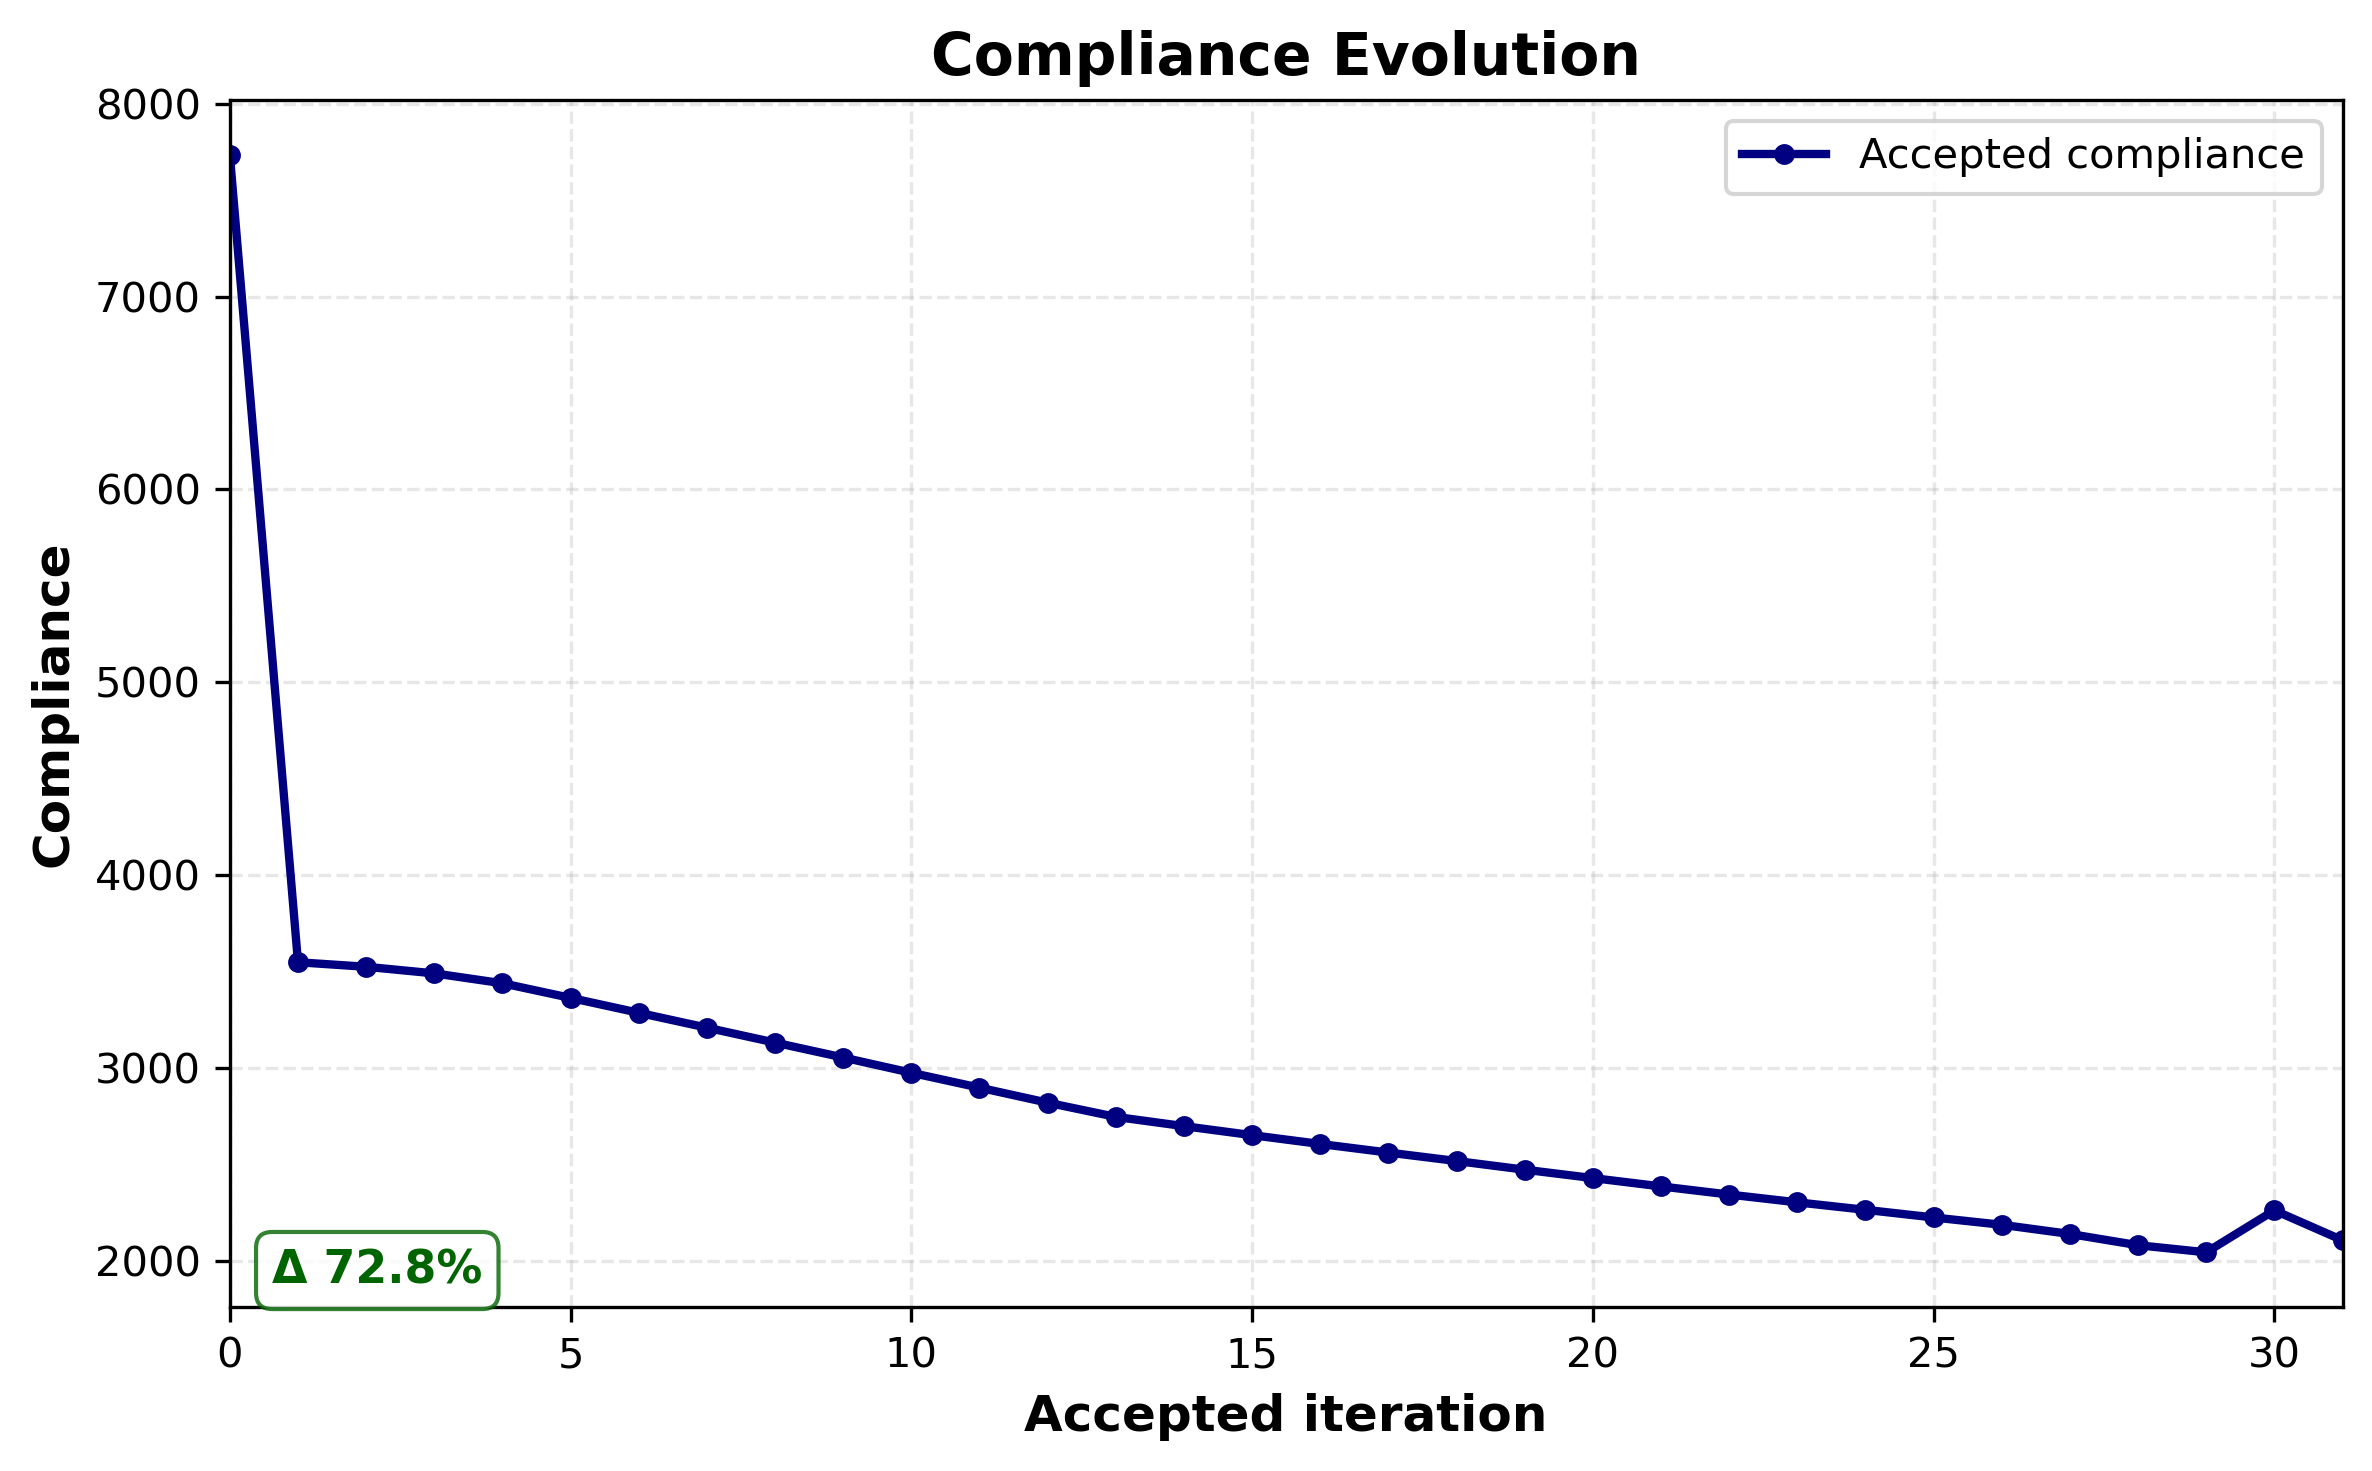 Compliance Evolution
8000
7000
6000
5000
4000
3000
2000
Compliance
Accepted compliance
Δ 72.8%
0 5 10 15 20 25 30
Accepted iteration